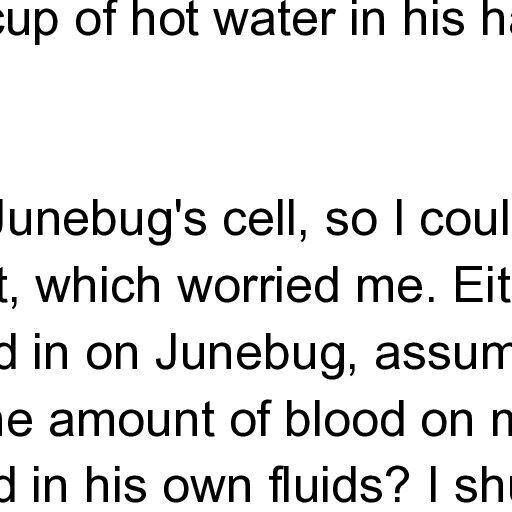 cup of hot water in his ha
Junebug's cell, so I coul
t, which worried me. Eit
d in on Junebug, assum
he amount of blood on n
d in his own fluids? I shu